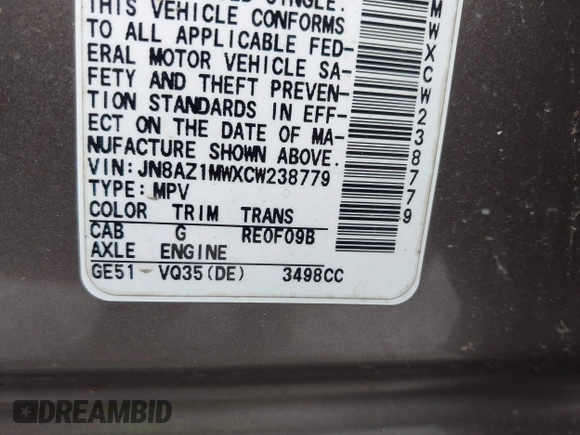 THIS VEHICLE CONFORMS
TO ALL APPLICABLE FED-
ERAL MOTOR VEHICLE SA-
FETY AND THEFT PREVEN-
TION STANDARDS IN EFF-
ECT ON THE DATE OF MA-
NUFACTURE SHOWN ABOVE.
VIN:JN8AZ1MWXCW238779
TYPE:MPV
COLOR TRIM TRANS
CAB G RE0F09B
AXLE ENGINE
GE51 VQ35(DE) 3498CC
MWXCW238779
DREAMBID